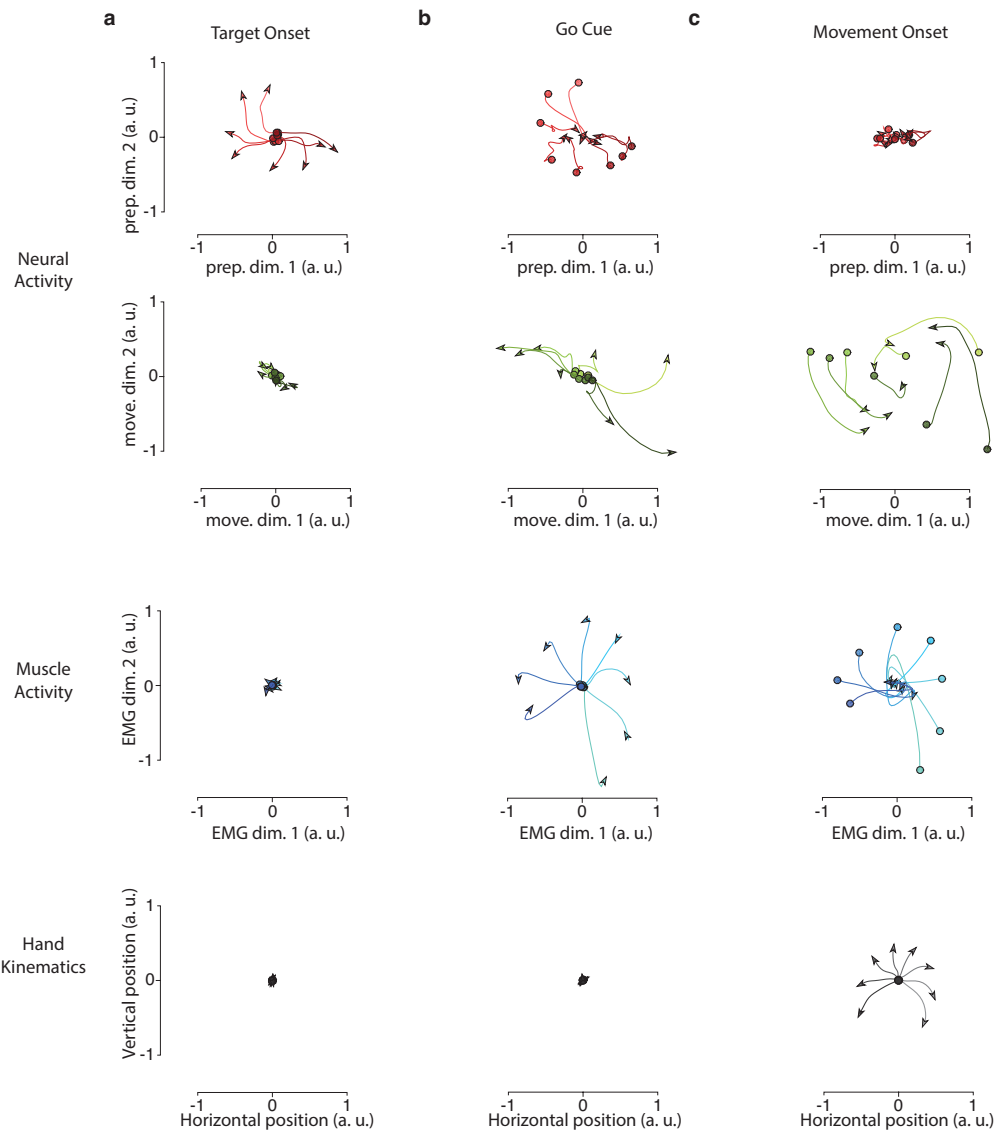 a
b
c
Target Onset
Go Cue
Movement Onset
Neural
Activity
prep. dim. 2 (a. u.)
1
0
-1
-1 0 1
prep. dim. 1 (a. u.)
-1 0 1
prep. dim. 1 (a. u.)
-1 0 1
prep. dim. 1 (a. u.)
move. dim. 2 (a. u.)
1
0
-1
-1 0 1
move. dim. 1 (a. u.)
-1 0 1
move. dim. 1 (a. u.)
-1 0 1
move. dim. 1 (a. u.)
Muscle
Activity
EMG dim. 2 (a. u.)
1
0
-1
-1 0 1
EMG dim. 1 (a. u.)
-1 0 1
EMG dim. 1 (a. u.)
-1 0 1
EMG dim. 1 (a. u.)
Hand
Kinematics
Vertical position (a. u.)
1
0
-1
-1 0 1
Horizontal position (a. u.)
-1 0 1
Horizontal position (a. u.)
-1 0 1
Horizontal position (a. u.)